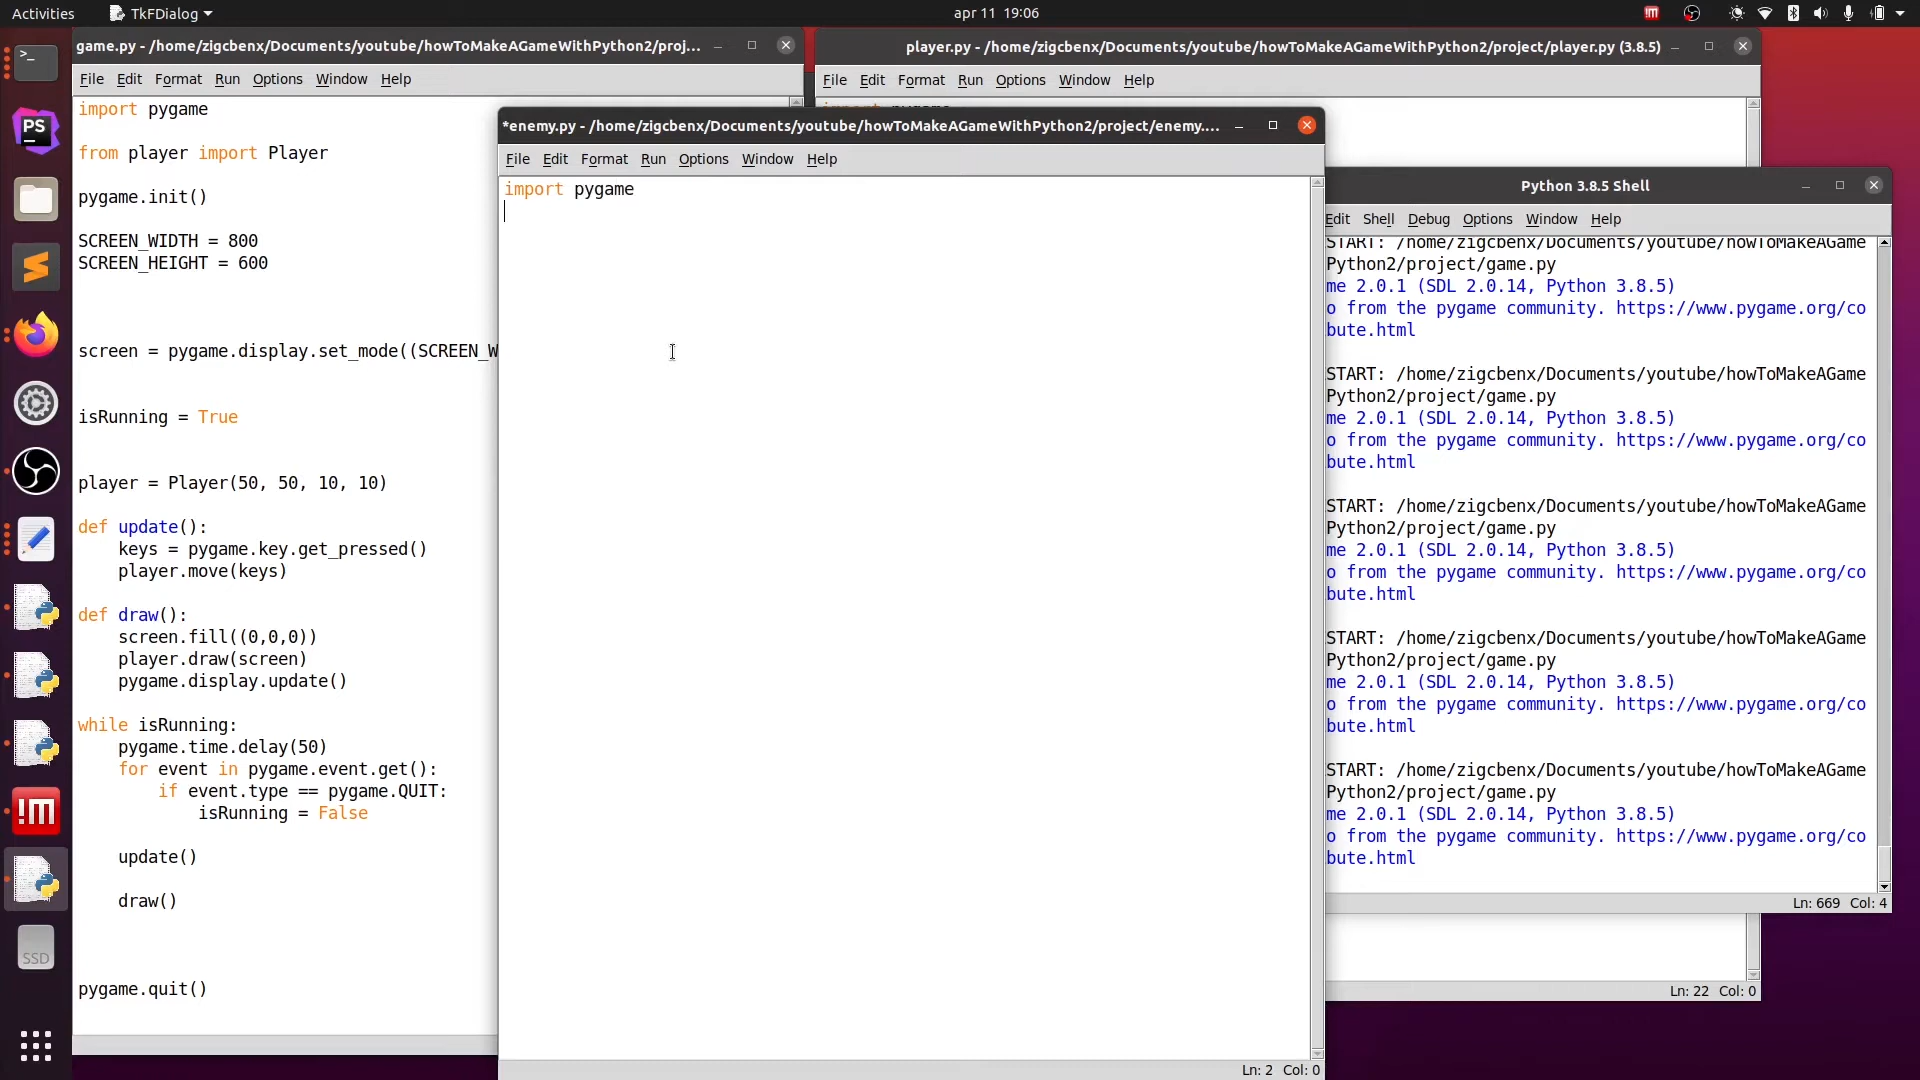 Activities
TkFDialog
apr 11 19:06
game.py - /home/zigcbenx/Documents/youtube/howToMakeAGameWithPython2/proj...
File Edit Format Run Options Window Help
import pygame
from player import Player
pygame.init()
SCREEN_WIDTH = 800
SCREEN_HEIGHT = 600
screen = pygame.display.set_mode((SCREEN_W
isRunning = True
player = Player(50, 50, 10, 10)
def update():
    keys = pygame.key.get_pressed()
    player.move(keys)
def draw():
    screen.fill((0,0,0))
    player.draw(screen)
    pygame.display.update()
while isRunning:
    pygame.time.delay(50)
    for event in pygame.event.get():
        if event.type == pygame.QUIT:
            isRunning = False
    update()
    draw()
pygame.quit()
player.py - /home/zigcbenx/Documents/youtube/howToMakeAGameWithPython2/project/player.py (3.8.5)
File Edit Format Run Options Window Help
Ln: 22 Col: 0
*enemy.py - /home/zigcbenx/Documents/youtube/howToMakeAGameWithPython2/project/enemy....
File Edit Format Run Options Window Help
import pygame
Ln: 2 Col: 0
Python 3.8.5 Shell
Edit Shell Debug Options Window Help
START: /home/zigcbenx/Documents/youtube/howToMakeAGame
Python2/project/game.py
me 2.0.1 (SDL 2.0.14, Python 3.8.5)
o from the pygame community. https://www.pygame.org/co
bute.html
START: /home/zigcbenx/Documents/youtube/howToMakeAGame
Python2/project/game.py
me 2.0.1 (SDL 2.0.14, Python 3.8.5)
o from the pygame community. https://www.pygame.org/co
bute.html
START: /home/zigcbenx/Documents/youtube/howToMakeAGame
Python2/project/game.py
me 2.0.1 (SDL 2.0.14, Python 3.8.5)
o from the pygame community. https://www.pygame.org/co
bute.html
START: /home/zigcbenx/Documents/youtube/howToMakeAGame
Python2/project/game.py
me 2.0.1 (SDL 2.0.14, Python 3.8.5)
o from the pygame community. https://www.pygame.org/co
bute.html
START: /home/zigcbenx/Documents/youtube/howToMakeAGame
Python2/project/game.py
me 2.0.1 (SDL 2.0.14, Python 3.8.5)
o from the pygame community. https://www.pygame.org/co
bute.html
Ln: 669 Col: 4
>_
PS
!M
SSD